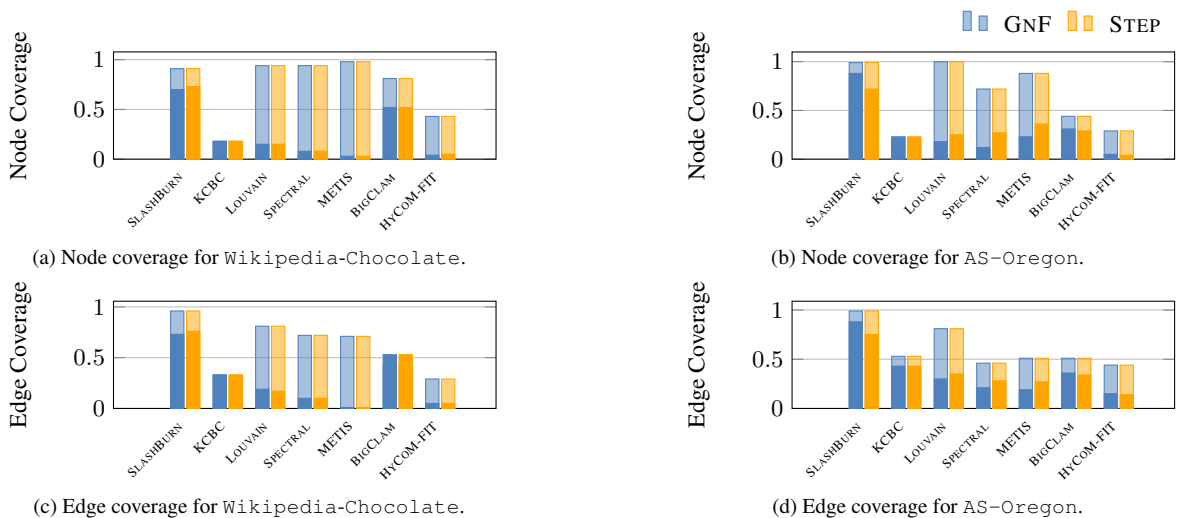 GNF STEP
Node Coverage
1
0.5
0
SLASHBURN
KCBC
LOUVAIN
SPECTRAL
METIS
BIGCLAM
HYCOM-FIT
(a) Node coverage for Wikipedia-Chocolate.
Node Coverage
1
0.5
0
SLASHBURN
KCBC
LOUVAIN
SPECTRAL
METIS
BIGCLAM
HYCOM-FIT
(b) Node coverage for AS-Oregon.
Edge Coverage
1
0.5
0
SLASHBURN
KCBC
LOUVAIN
SPECTRAL
METIS
BIGCLAM
HYCOM-FIT
(c) Edge coverage for Wikipedia-Chocolate.
Edge Coverage
1
0.5
0
SLASHBURN
KCBC
LOUVAIN
SPECTRAL
METIS
BIGCLAM
HYCOM-FIT
(d) Edge coverage for AS-Oregon.